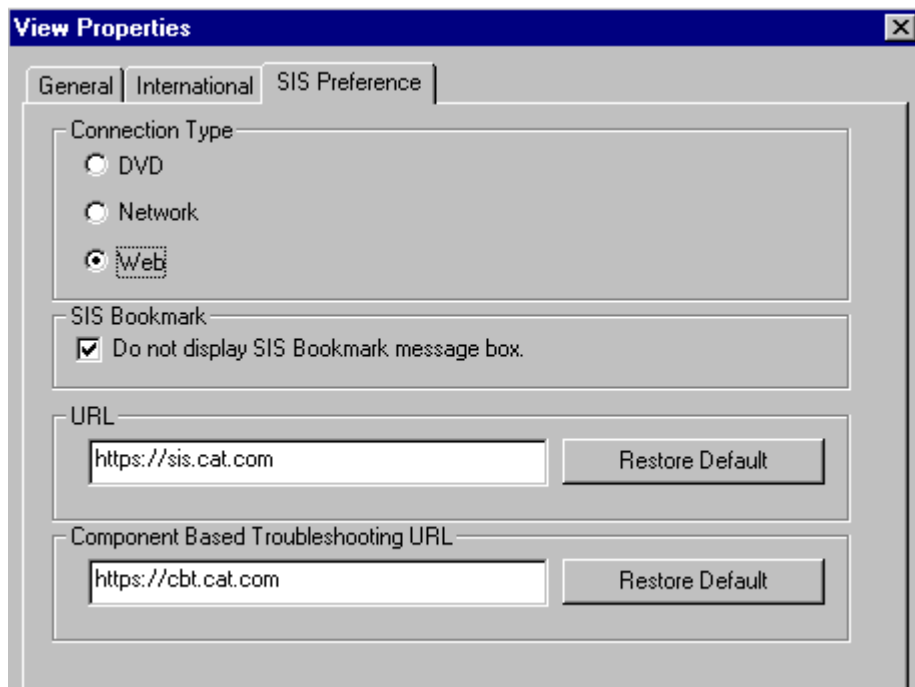 View Properties
General International SIS Preference
Connection Type
DVD
Network
Web
SIS Bookmark
Do not display SIS Bookmark message box.
URL
https://sis.cat.com Restore Default
Component Based Troubleshooting URL
https://cbt.cat.com Restore Default